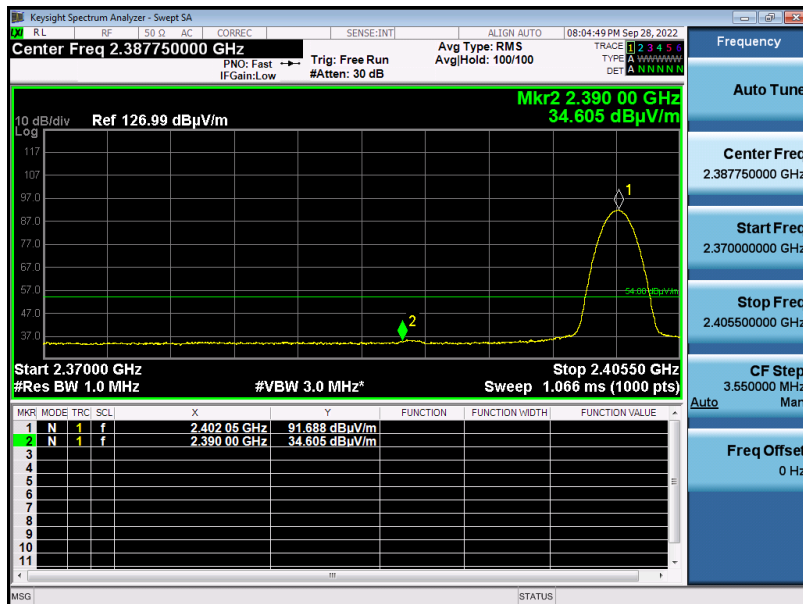 Keysight Spectrum Analyzer - Swept SA
LXI RL RF 50 Ω AC CORREC SENSE:INT ALIGN AUTO 08:04:49 PM Sep 28, 2022
Center Freq 2.387750000 GHz
PNO: Fast
IFGain:Low
Trig: Free Run
#Atten: 30 dB
Avg Type: RMS
Avg|Hold: 100/100
TRACE 1 2 3 4 5 6
TYPE A WWWWW
DET A N N N N N
Mkr2 2.390 00 GHz
34.605 dBµV/m
10 dB/div Ref 126.99 dBµV/m
Log
117
107
97.0
87.0
77.0
67.0
57.0
47.0
37.0
1
54.00 dBµV/m
2
Start 2.37000 GHz Stop 2.40550 GHz
#Res BW 1.0 MHz #VBW 3.0 MHz* Sweep 1.066 ms (1000 pts)
MKR MODE TRC SCL X Y FUNCTION FUNCTION WIDTH FUNCTION VALUE
1 N 1 f 2.402 05 GHz 91.688 dBµV/m
2 N 1 f 2.390 00 GHz 34.605 dBµV/m
3
4
5
6
7
8
9
10
11
MSG STATUS
Frequency
Auto Tune
Center Freq
2.387750000 GHz
Start Freq
2.370000000 GHz
Stop Freq
2.405500000 GHz
CF Step
3.550000 MHz
Auto Man
Freq Offset
0 Hz